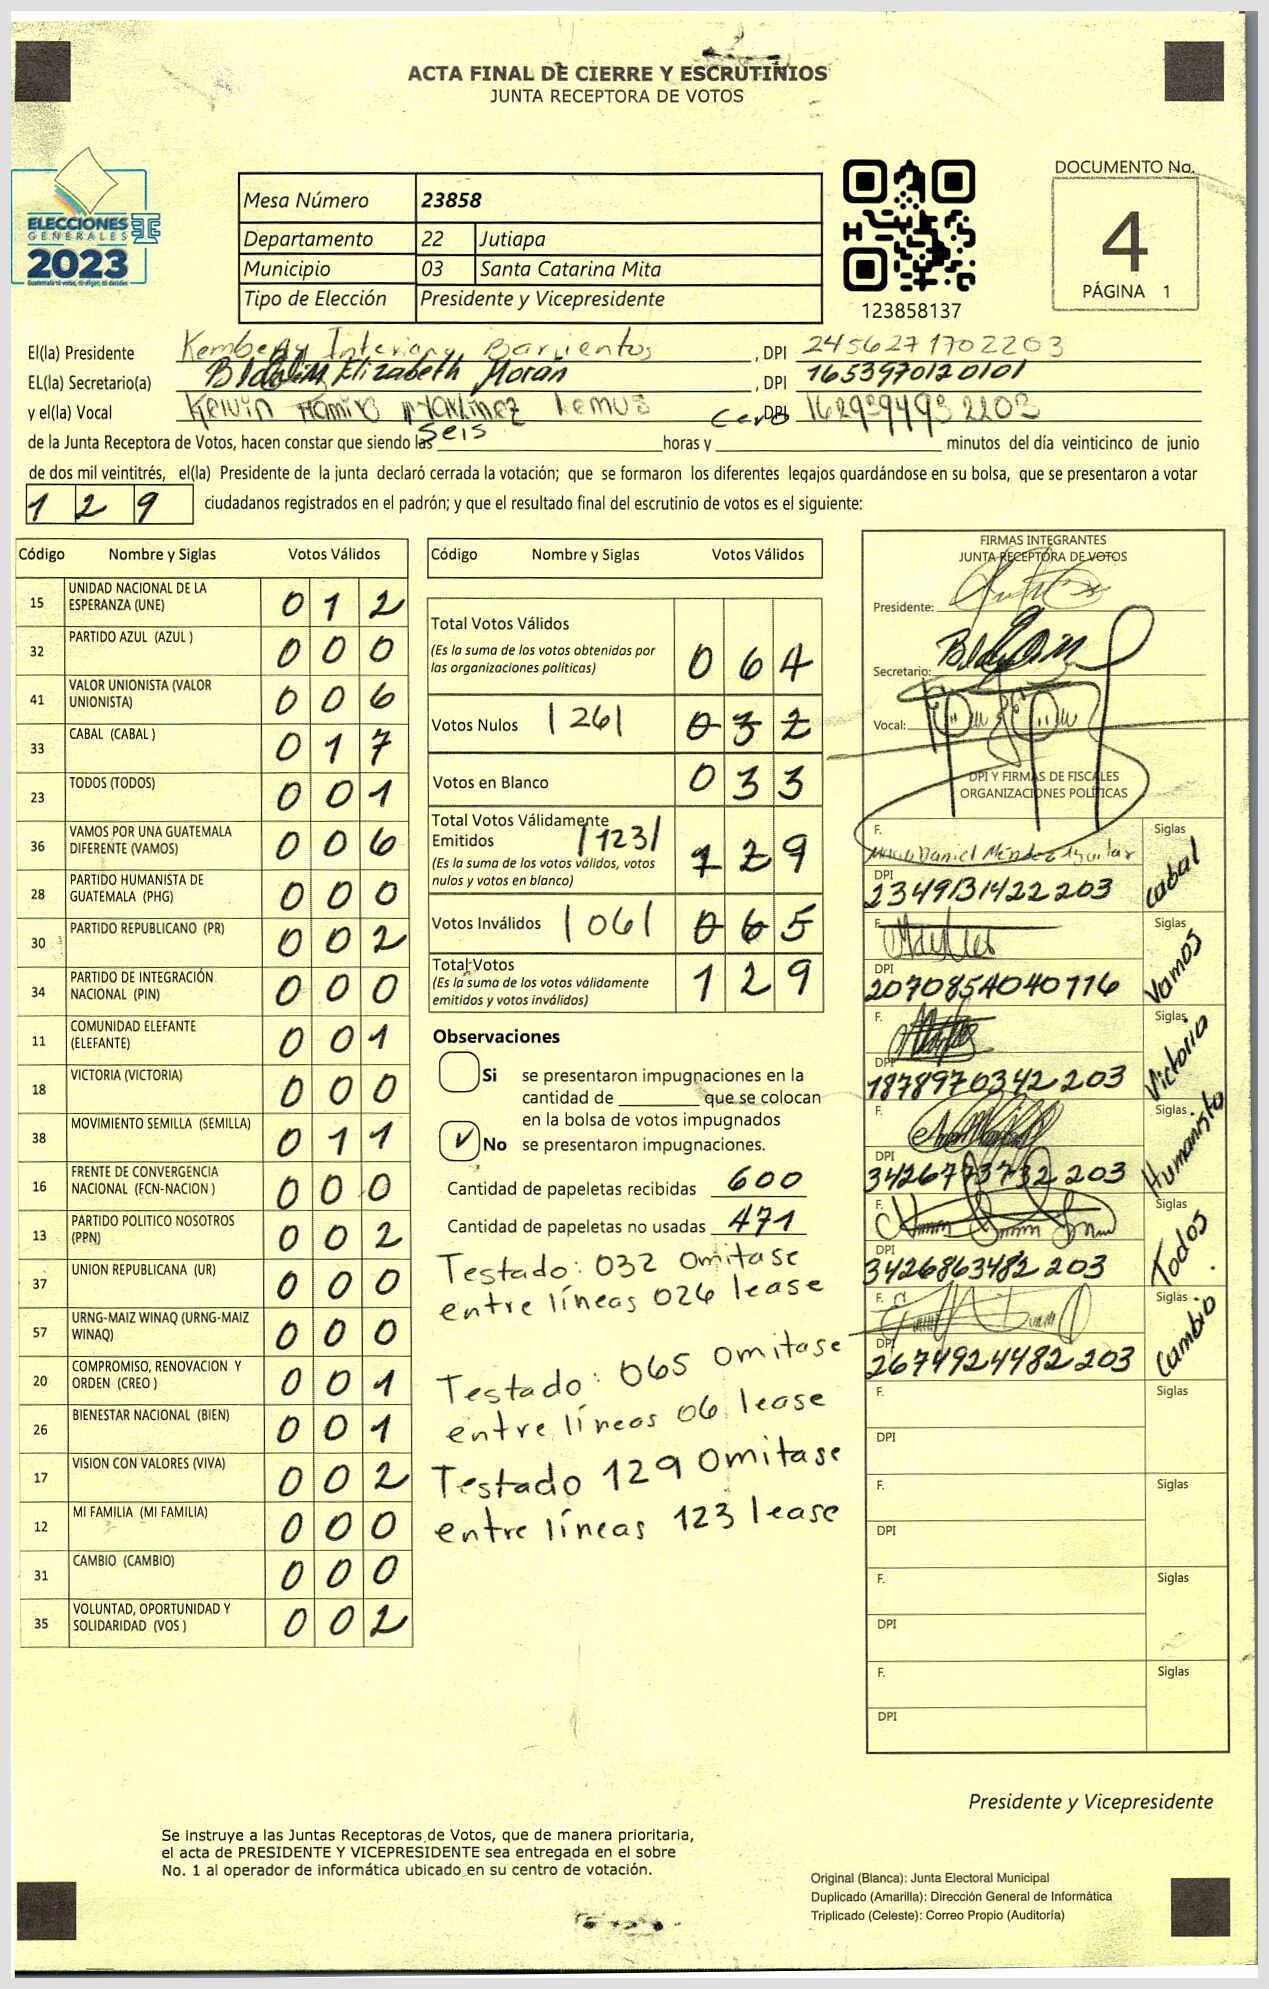 ACTA FINAL DE CIERRE Y ESCRUTINIOS
JUNTA RECEPTORA DE VOTOS
ELECCIONES
GENERALES
2023
Mesa Número 23858
Departamento 22 Jutiapa
Municipio 03 Santa Catarina Mita
Tipo de Elección Presidente y Vicepresidente
123858137
DOCUMENTO No.
4
PÁGINA 1
El(la) Presidente Interiano Barrientos , DPI 2456271702203
EL(la) Secretario(a) Elizabeth Morán , DPI 1653970120101
y el(la) Vocal Kelvin Ramiro Martínez Lemus DPI
de la Junta Receptora de Votos, hacen constar que siendo las Seis horas y Cero minutos del día veinticinco de junio
de dos mil veintitrés, el(la) Presidente de la junta declaró cerrada la votación; que se formaron los diferentes legajos guardándose en su bolsa, que se presentaron a votar
129 ciudadanos registrados en el padrón; y que el resultado final del escrutinio de votos es el siguiente:
Código Nombre y Siglas Votos Válidos
15 UNIDAD NACIONAL DE LA ESPERANZA (UNE) 0 1 2
32 PARTIDO AZUL (AZUL ) 0 0 0
41 VALOR UNIONISTA (VALOR UNIONISTA) 0 0 6
33 CABAL (CABAL ) 0 1 7
23 TODOS (TODOS) 0 0 1
36 VAMOS POR UNA GUATEMALA DIFERENTE (VAMOS) 0 0 6
28 PARTIDO HUMANISTA DE GUATEMALA (PHG) 0 0 0
30 PARTIDO REPUBLICANO (PR) 0 0 2
34 PARTIDO DE INTEGRACIÓN NACIONAL (PIN) 0 0 0
11 COMUNIDAD ELEFANTE (ELEFANTE) 0 0 1
18 VICTORIA (VICTORIA) 0 0 0
38 MOVIMIENTO SEMILLA (SEMILLA) 0 1 1
16 FRENTE DE CONVERGENCIA NACIONAL (FCN-NACION ) 0 0 0
13 PARTIDO POLITICO NOSOTROS (PPN) 0 0 2
37 UNION REPUBLICANA (UR) 0 0 0
57 URNG-MAIZ WINAQ (URNG-MAIZ WINAQ) 0 0 0
20 COMPROMISO, RENOVACION Y ORDEN (CREO ) 0 0 1
26 BIENESTAR NACIONAL (BIEN) 0 0 1
17 VISION CON VALORES (VIVA) 0 0 2
12 MI FAMILIA (MI FAMILIA) 0 0 0
31 CAMBIO (CAMBIO) 0 0 0
35 VOLUNTAD, OPORTUNIDAD Y SOLIDARIDAD (VOS ) 0 0 2
Código Nombre y Siglas Votos Válidos
Total Votos Válidos
(Es la suma de los votos obtenidos por las organizaciones políticas) 0 6 4
Votos Nulos |26| 0 3 2
Votos en Blanco 0 3 3
Total Votos Válidamente Emitidos |123| 1 2 9
(Es la suma de los votos válidos, votos nulos y votos en blanco)
Votos Inválidos |06| 0 6 5
Total Votos 1 2 9
(Es la suma de los votos válidamente emitidos y votos inválidos)
Observaciones
Si se presentaron impugnaciones en la
cantidad de ________ que se colocan
en la bolsa de votos impugnados
No se presentaron impugnaciones.
Cantidad de papeletas recibidas 600
Cantidad de papeletas no usadas 471
Testado: 032 Omitase
entre líneas 026 lease
Testado: 065 Omitase
entre líneas 06 lease
Testado 129 Omitase
entre líneas 123 lease
FIRMAS INTEGRANTES
JUNTA RECEPTORA DE VOTOS
Presidente:
Secretario:
Vocal:
DPI Y FIRMAS DE FISCALES
ORGANIZACIONES POLÍTICAS
F. Daniel Méndez Aguilar Siglas
DPI 2349131422203 Cabal
F. Siglas
DPI 2070854040716 Vamos
F. Siglas
DPI 1878970342203 Victoria
F. Siglas
DPI 3426773732203 Humanista
F. Siglas
DPI 3426863482203 Todos
F. Siglas
DPI 2674924482203 Cambio
F. Siglas
DPI
F. Siglas
DPI
F. Siglas
DPI
F. Siglas
DPI
Presidente y Vicepresidente
Se instruye a las Juntas Receptoras de Votos, que de manera prioritaria,
el acta de PRESIDENTE Y VICEPRESIDENTE sea entregada en el sobre
No. 1 al operador de informática ubicado en su centro de votación.
Original (Blanca): Junta Electoral Municipal
Duplicado (Amarilla): Dirección General de Informática
Triplicado (Celeste): Correo Propio (Auditoría)